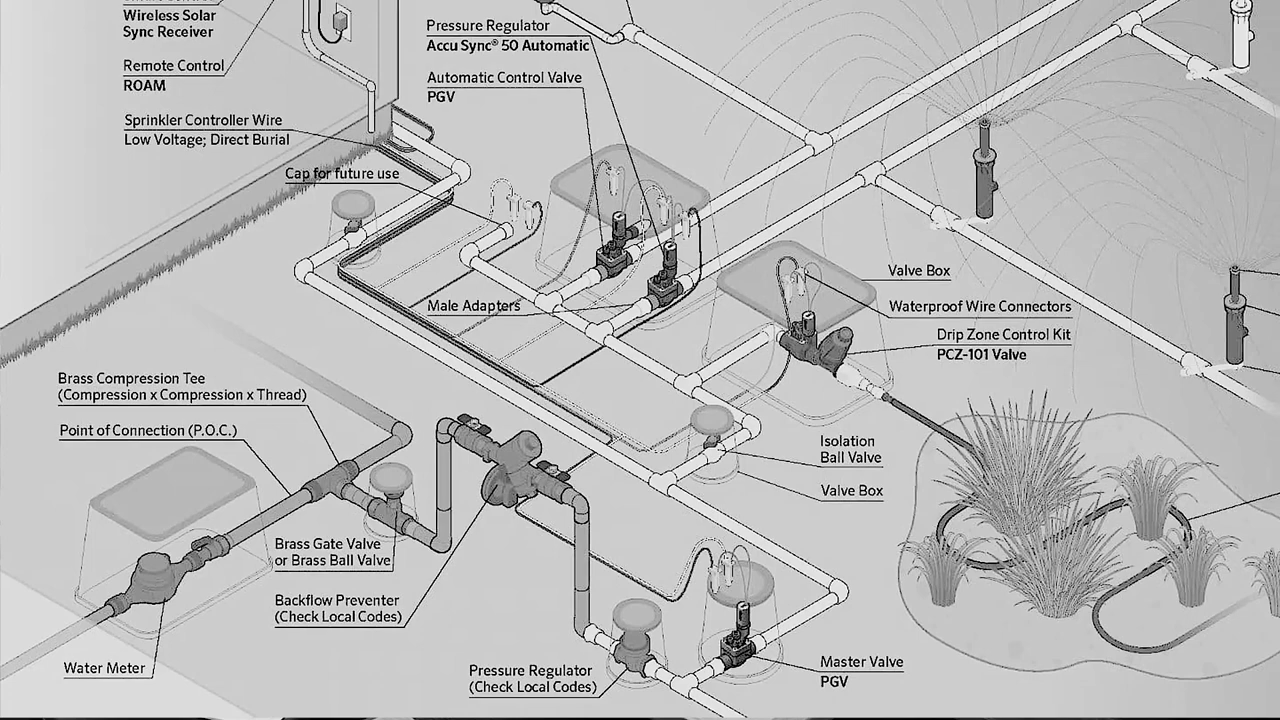 Wireless Solar
Sync Receiver
Remote Control
ROAM
Sprinkler Controller Wire
Low Voltage; Direct Burial
Cap for future use
Pressure Regulator
Accu Sync® 50 Automatic
Automatic Control Valve
PGV
Male Adapters
Valve Box
Waterproof Wire Connectors
Drip Zone Control Kit
PCZ-101 Valve
Brass Compression Tee
(Compression x Compression x Thread)
Point of Connection (P.O.C.)
Isolation
Ball Valve
Valve Box
Brass Gate Valve
or Brass Ball Valve
Backflow Preventer
(Check Local Codes)
Water Meter
Pressure Regulator
(Check Local Codes)
Master Valve
PGV